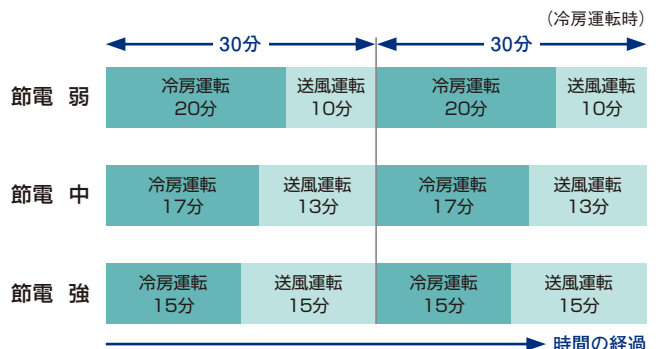 (冷房運転時)
30分 30分
節電 弱
冷房運転 送風運転 冷房運転 送風運転
20分 10分 20分 10分
節電 中
冷房運転 送風運転 冷房運転 送風運転
17分 13分 17分 13分
節電 強
冷房運転 送風運転 冷房運転 送風運転
15分 15分 15分 15分
時間の経過